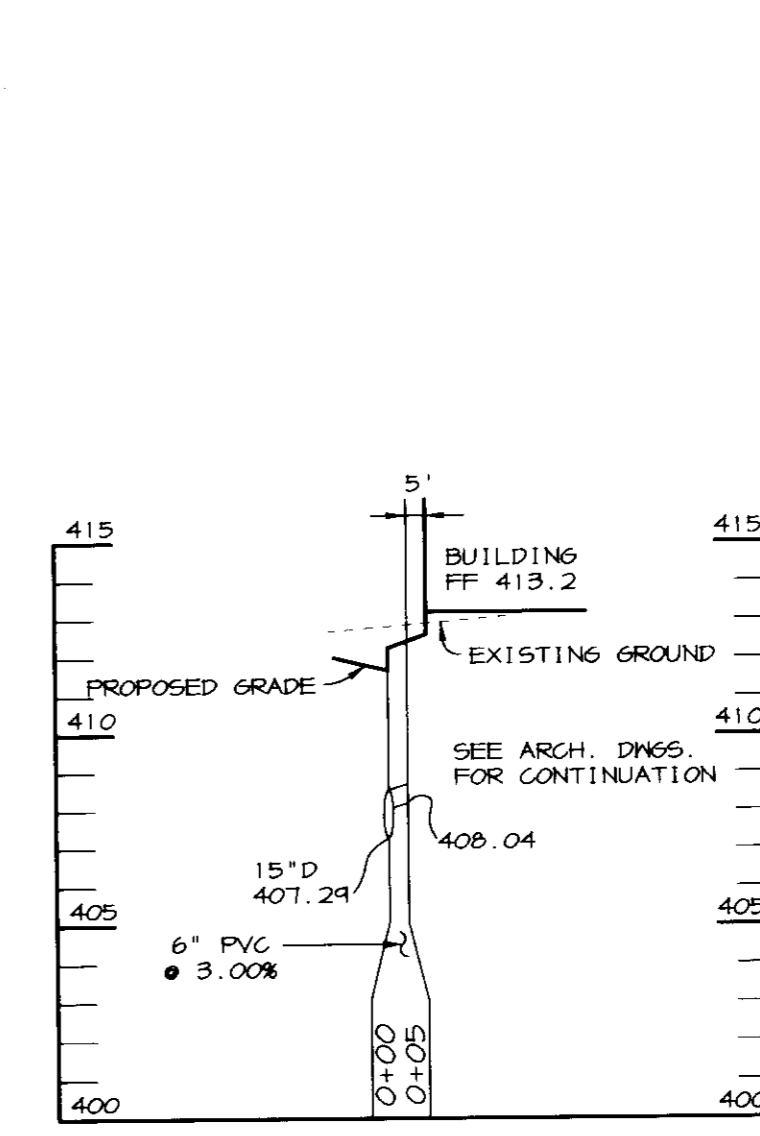 5'
415
415
BUILDING
FF 413.2
EXISTING GROUND
PROPOSED GRADE
410
410
SEE ARCH. DWGS.
FOR CONTINUATION
408.04
15"D
407.29
405
405
6" PVC
@ 3.00%
0+00
0+05
400
400